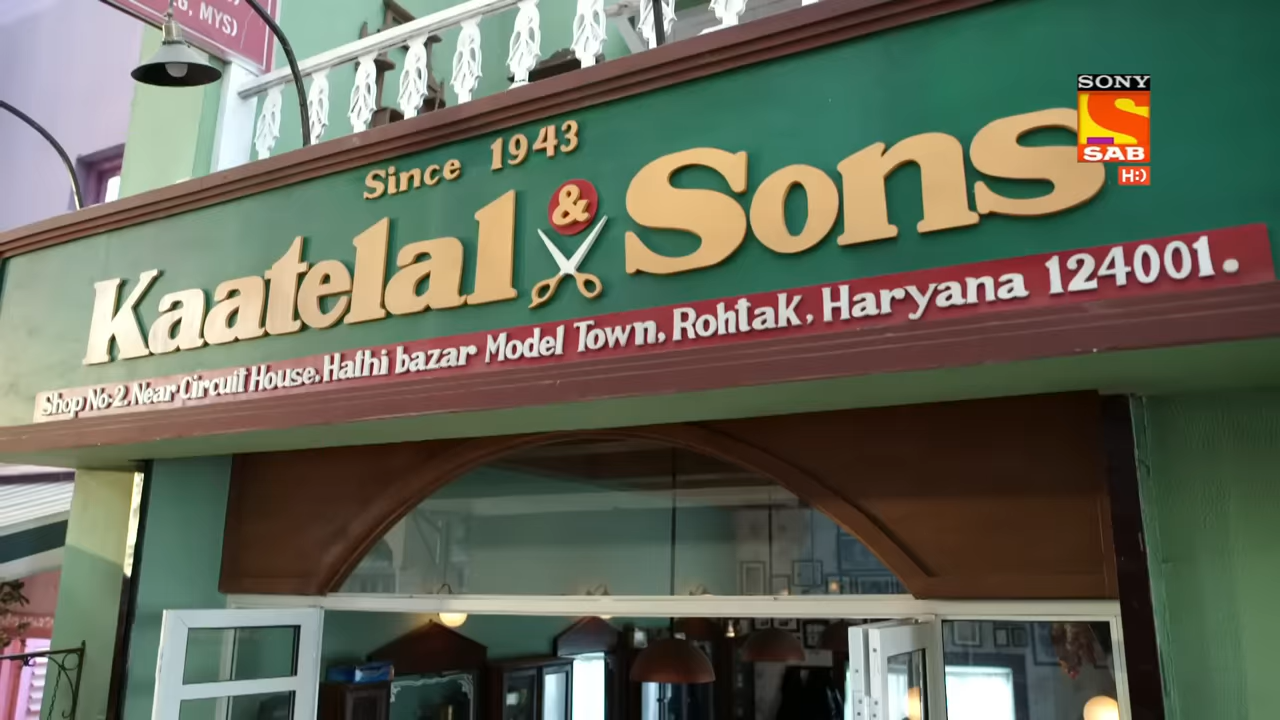 G, MYS)
SONY
SAB
HD
Since 1943
Kaatelal & Sons
Shop No-2, Near Circuit House, Hathi bazar Model Town, Rohtak, Haryana 124001.